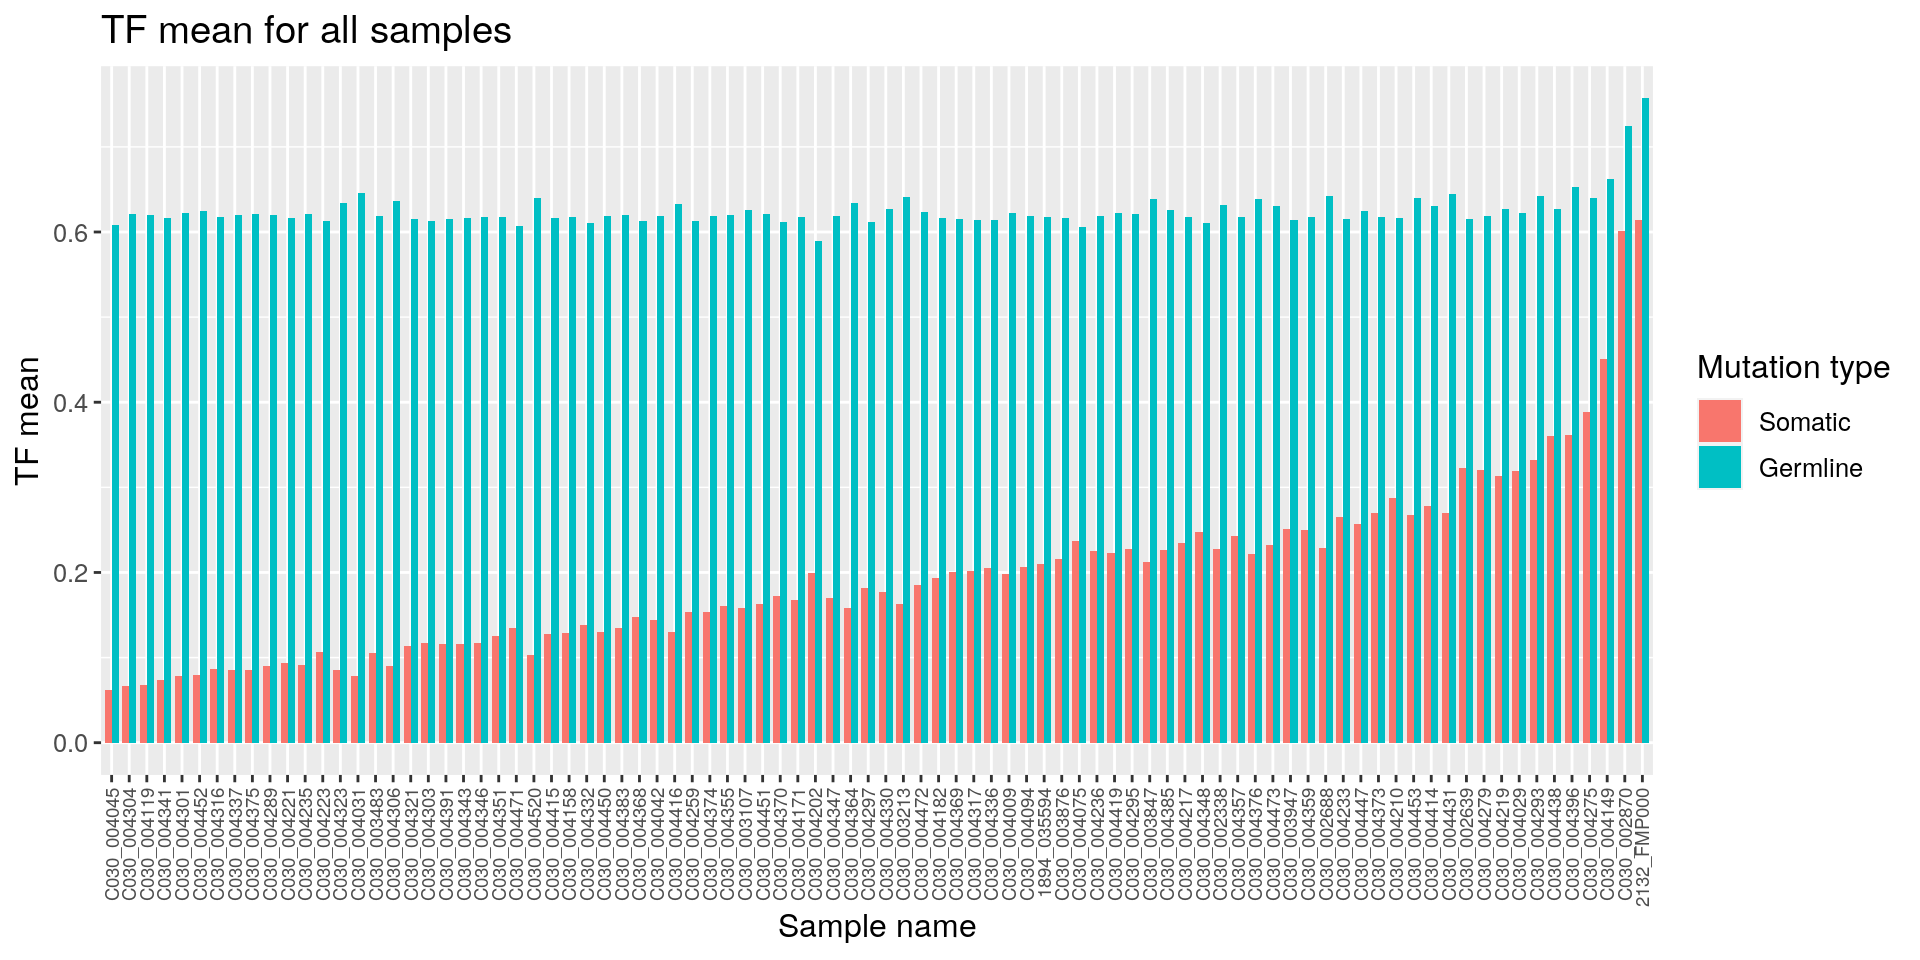 TF mean for all samples
TF mean
0.6
0.4
0.2
0.0
C030_004045
C030_004304
C030_004119
C030_004341
C030_004301
C030_004452
C030_004316
C030_004337
C030_004375
C030_004289
C030_004221
C030_004235
C030_004223
C030_004323
C030_004031
C030_003483
C030_004306
C030_004321
C030_004303
C030_004391
C030_004343
C030_004346
C030_004351
C030_004471
C030_004520
C030_004415
C030_004158
C030_004332
C030_004450
C030_004383
C030_004368
C030_004042
C030_004416
C030_004259
C030_004374
C030_004355
C030_003107
C030_004451
C030_004370
C030_004171
C030_004202
C030_004347
C030_004364
C030_004297
C030_004330
C030_003213
C030_004472
C030_004182
C030_004369
C030_004317
C030_004336
C030_004009
C030_004094
1894_035594
C030_003876
C030_004075
C030_004236
C030_004419
C030_004295
C030_003847
C030_004385
C030_004217
C030_004348
C030_002338
C030_004357
C030_004376
C030_004473
C030_003947
C030_004359
C030_002688
C030_004233
C030_004447
C030_004373
C030_004210
C030_004453
C030_004414
C030_004431
C030_002639
C030_004279
C030_004219
C030_004029
C030_004293
C030_004438
C030_004396
C030_004275
C030_004149
C030_002870
2132_FMP000
Sample name
Mutation type
Somatic
Germline